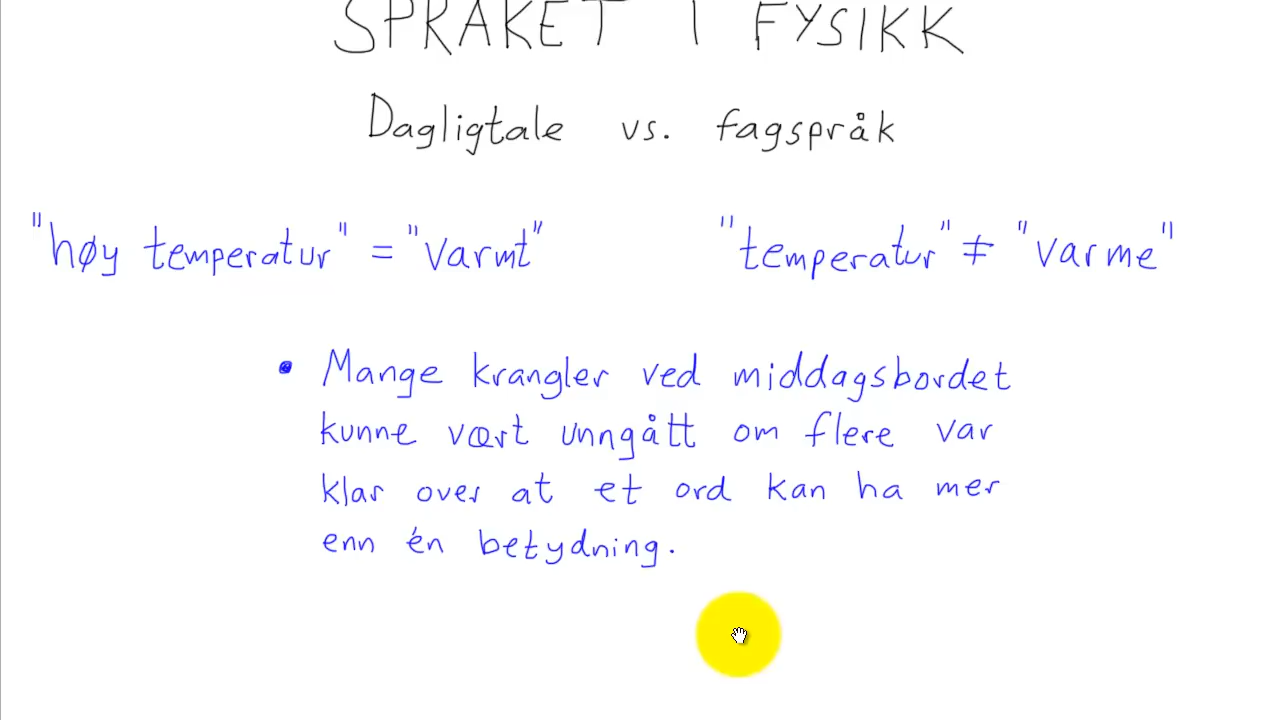 SPRÅKET I FYSIKK
Dagligtale vs. fagspråk
"høy temperatur" = "varmt" "temperatur" ≠ "varme"
• Mange krangler ved middagsbordet
kunne vært unngått om flere var
klar over at et ord kan ha mer
enn én betydning.